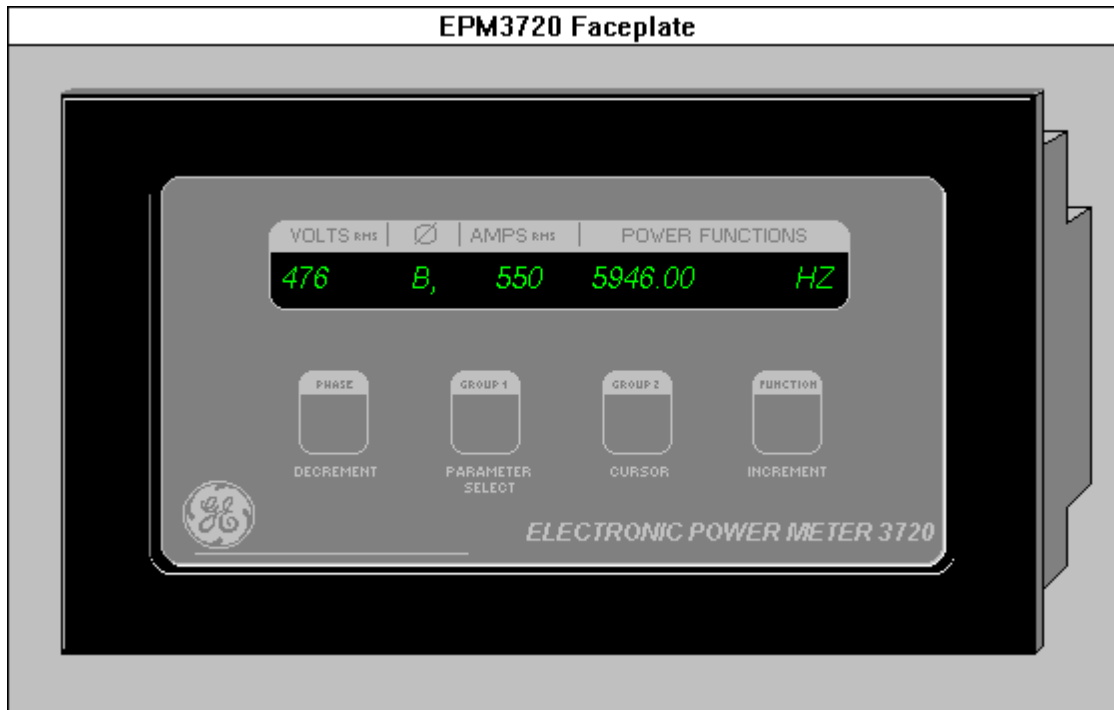 EPM3720 Faceplate
VOLTS RMS | Ø | AMPS RMS | POWER FUNCTIONS
476 B, 550 5946.00 HZ
PHASE GROUP 1 GROUP 2 FUNCTION
DECREMENT PARAMETER SELECT CURSOR INCREMENT
GE
ELECTRONIC POWER METER 3720